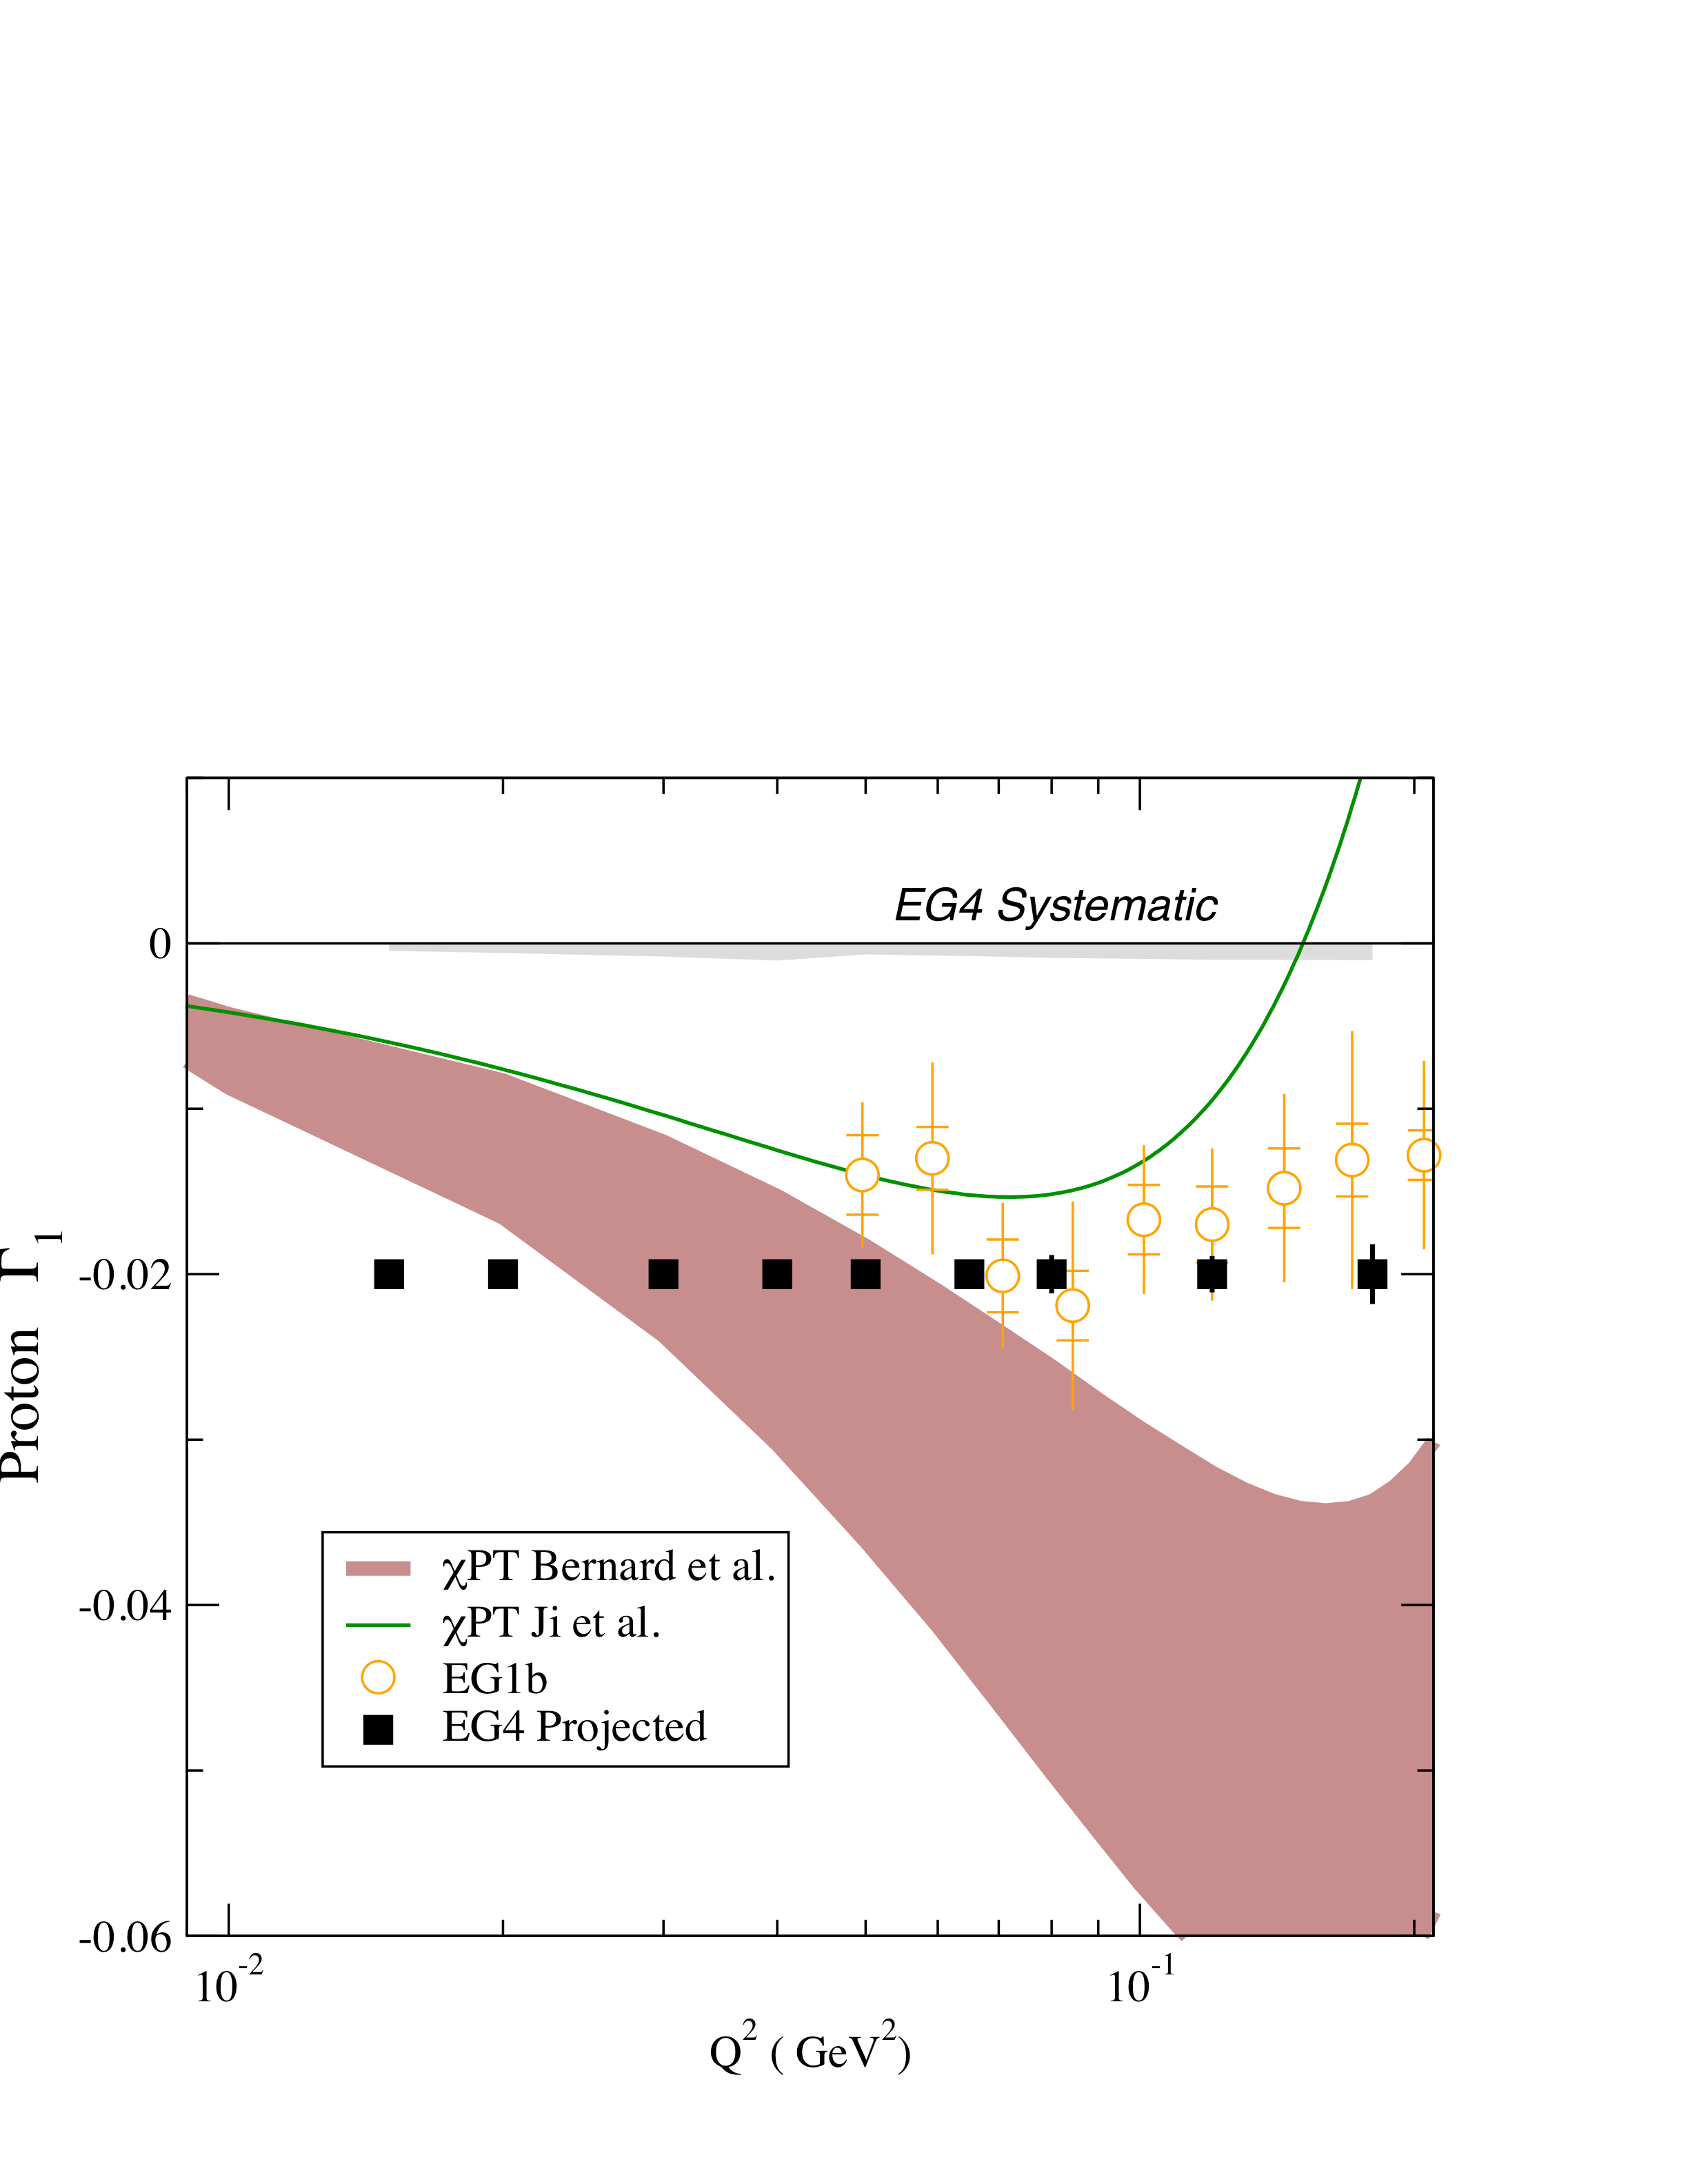 EG4 Systematic
0
-0.02
-0.04
-0.06
Proton Γ1
χPT Bernard et al.
χPT Ji et al.
EG1b
EG4 Projected
10-2
10-1
Q2 ( GeV2)